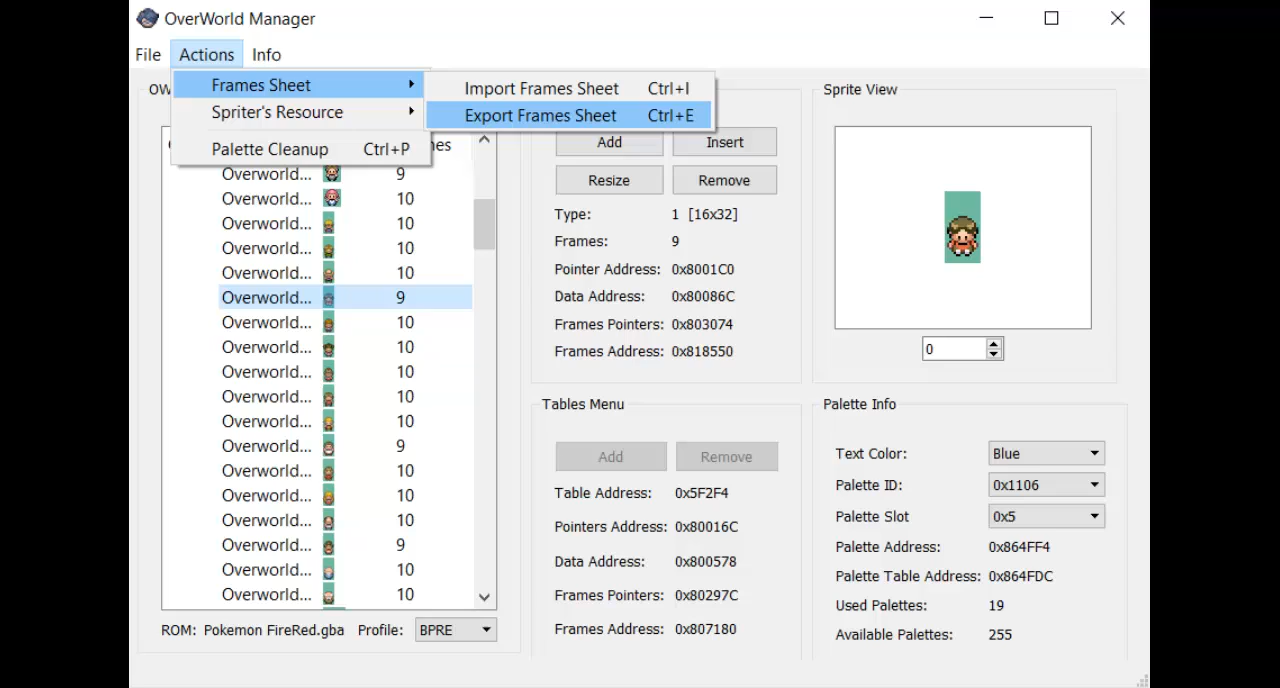 OverWorld Manager
File Actions Info
Frames Sheet
Spriter's Resource
Palette Cleanup Ctrl+P
Import Frames Sheet Ctrl+I
Export Frames Sheet Ctrl+E
OW
es
Overworld... 9
Overworld... 10
Overworld... 10
Overworld... 10
Overworld... 10
Overworld... 9
Overworld... 10
Overworld... 10
Overworld... 10
Overworld... 10
Overworld... 10
Overworld... 9
Overworld... 10
Overworld... 10
Overworld... 10
Overworld... 9
Overworld... 10
Overworld... 10
ROM: Pokemon FireRed.gba Profile: BPRE
Add Insert
Resize Remove
Type: 1 [16x32]
Frames: 9
Pointer Address: 0x8001C0
Data Address: 0x80086C
Frames Pointers: 0x803074
Frames Address: 0x818550
Tables Menu
Add Remove
Table Address: 0x5F2F4
Pointers Address: 0x80016C
Data Address: 0x800578
Frames Pointers: 0x80297C
Frames Address: 0x807180
Sprite View
0
Palette Info
Text Color: Blue
Palette ID: 0x1106
Palette Slot 0x5
Palette Address: 0x864FF4
Palette Table Address: 0x864FDC
Used Palettes: 19
Available Palettes: 255